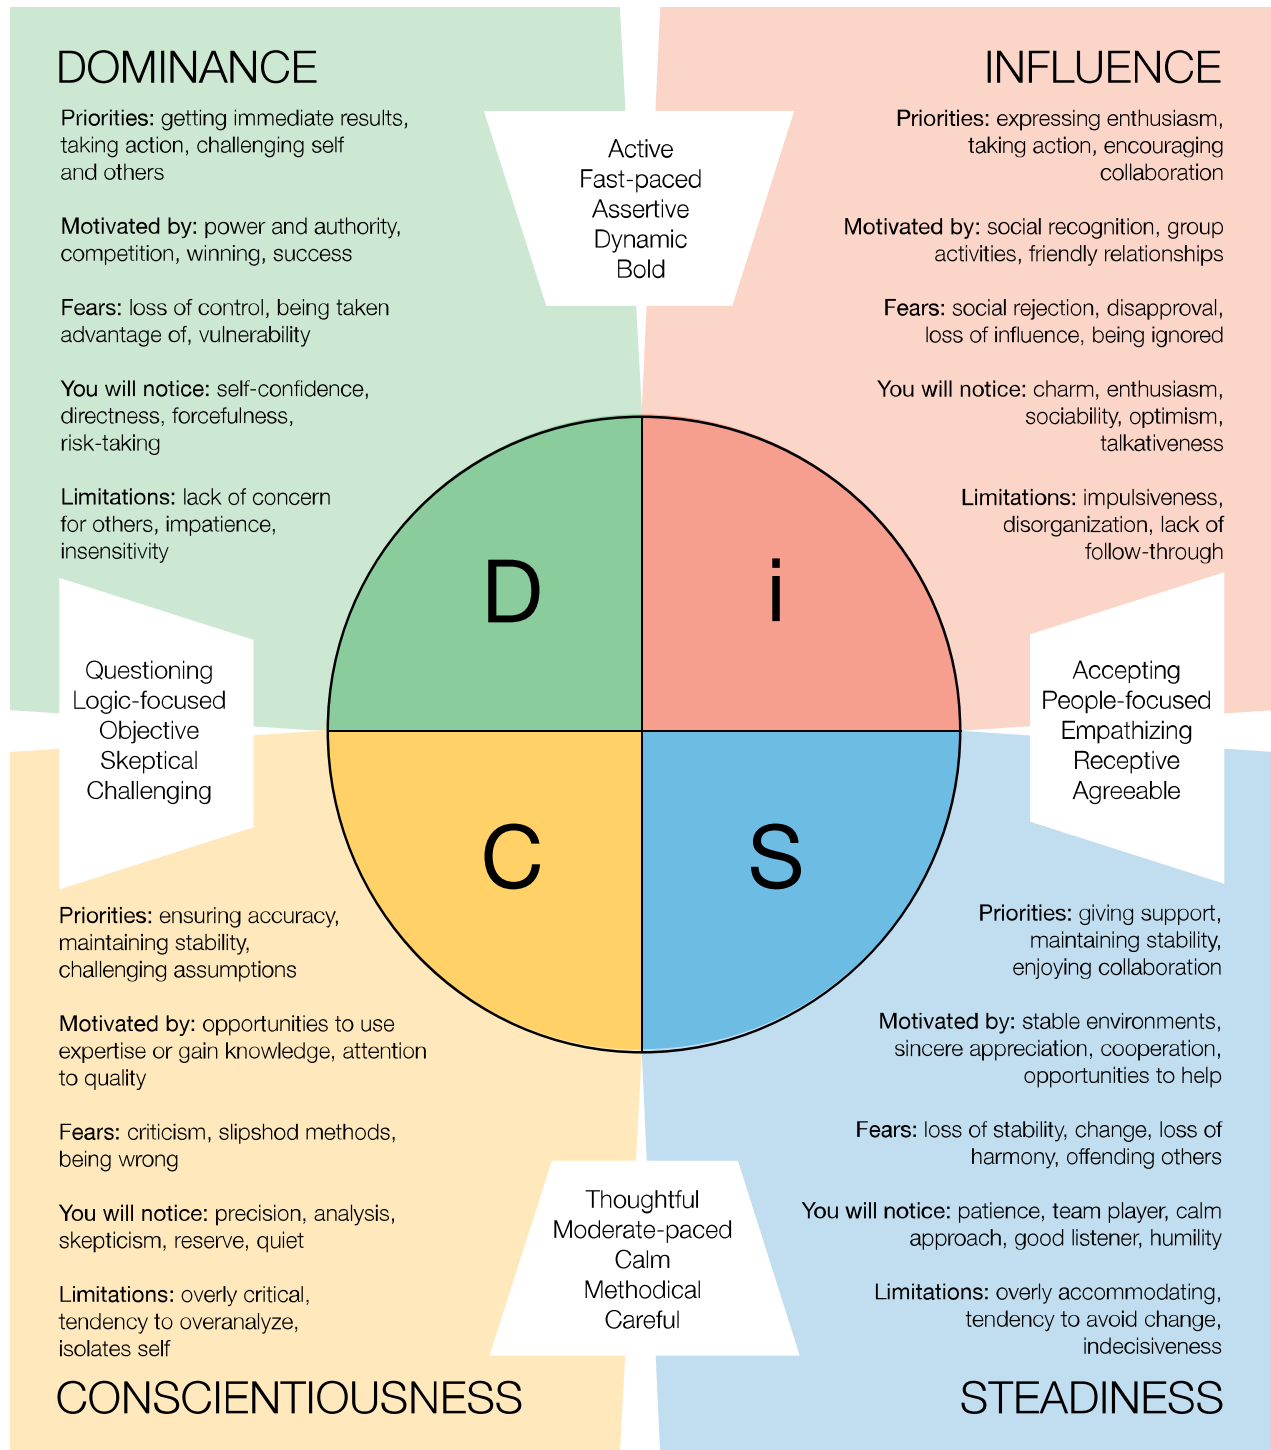 DOMINANCE
Priorities: getting immediate results,
taking action, challenging self
and others
Motivated by: power and authority,
competition, winning, success
Fears: loss of control, being taken
advantage of, vulnerability
You will notice: self-confidence,
directness, forcefulness,
risk-taking
Limitations: lack of concern
for others, impatience,
insensitivity
Active
Fast-paced
Assertive
Dynamic
Bold
INFLUENCE
Priorities: expressing enthusiasm,
taking action, encouraging
collaboration
Motivated by: social recognition, group
activities, friendly relationships
Fears: social rejection, disapproval,
loss of influence, being ignored
You will notice: charm, enthusiasm,
sociability, optimism,
talkativeness
Limitations: impulsiveness,
disorganization, lack of
follow-through
D
i
Questioning
Logic-focused
Objective
Skeptical
Challenging
Accepting
People-focused
Empathizing
Receptive
Agreeable
C
S
Priorities: ensuring accuracy,
maintaining stability,
challenging assumptions
Motivated by: opportunities to use
expertise or gain knowledge, attention
to quality
Fears: criticism, slipshod methods,
being wrong
You will notice: precision, analysis,
skepticism, reserve, quiet
Limitations: overly critical,
tendency to overanalyze,
isolates self
CONSCIENTIOUSNESS
Thoughtful
Moderate-paced
Calm
Methodical
Careful
Priorities: giving support,
maintaining stability,
enjoying collaboration
Motivated by: stable environments,
sincere appreciation, cooperation,
opportunities to help
Fears: loss of stability, change, loss of
harmony, offending others
You will notice: patience, team player, calm
approach, good listener, humility
Limitations: overly accommodating,
tendency to avoid change,
indecisiveness
STEADINESS